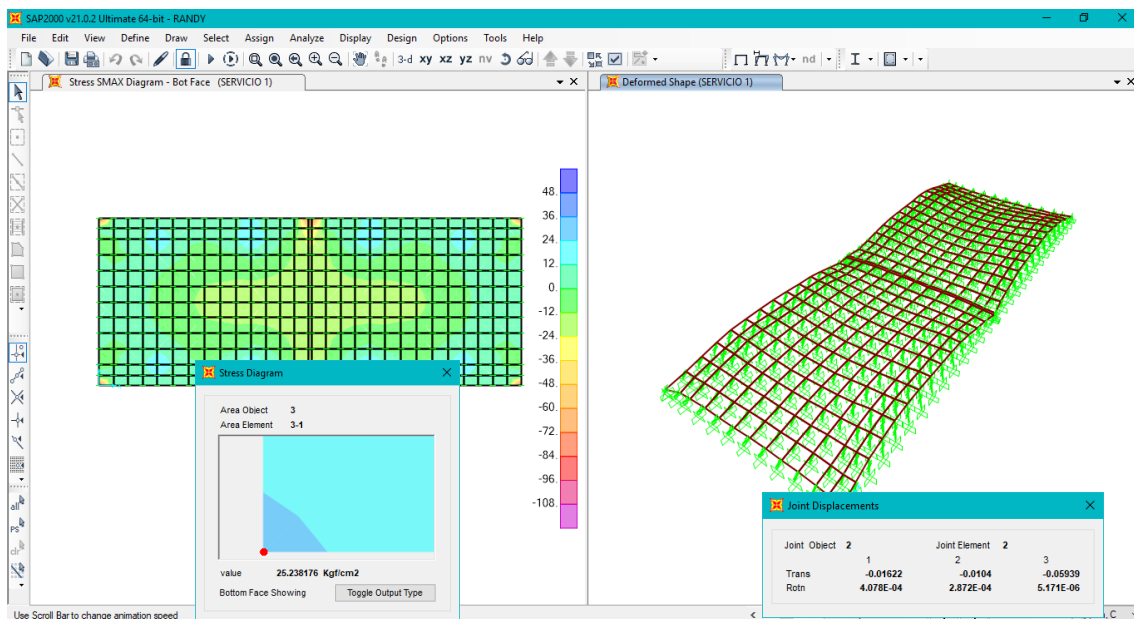 SAP2000 v21.0.2 Ultimate 64-bit - RANDY
File Edit View Define Draw Select Assign Analyze Display Design Options Tools Help
3-d xy xz yz nv nd
Stress SMAX Diagram - Bot Face (SERVICIO 1)
Deformed Shape (SERVICIO 1)
48.
36.
24.
12.
0.
-12.
-24.
-36.
-48.
-60.
-72.
-84.
-96.
-108.
all
PS
dr
Stress Diagram
Area Object 3
Area Element 3-1
value 25.238176 Kgf/cm2
Bottom Face Showing Toggle Output Type
Joint Displacements
Joint Object 2 Joint Element 2
1 2 3
Trans -0.01622 -0.0104 -0.05939
Rotn 4.078E-04 2.872E-04 5.171E-06
Use Scroll Bar to change animation speed
, C